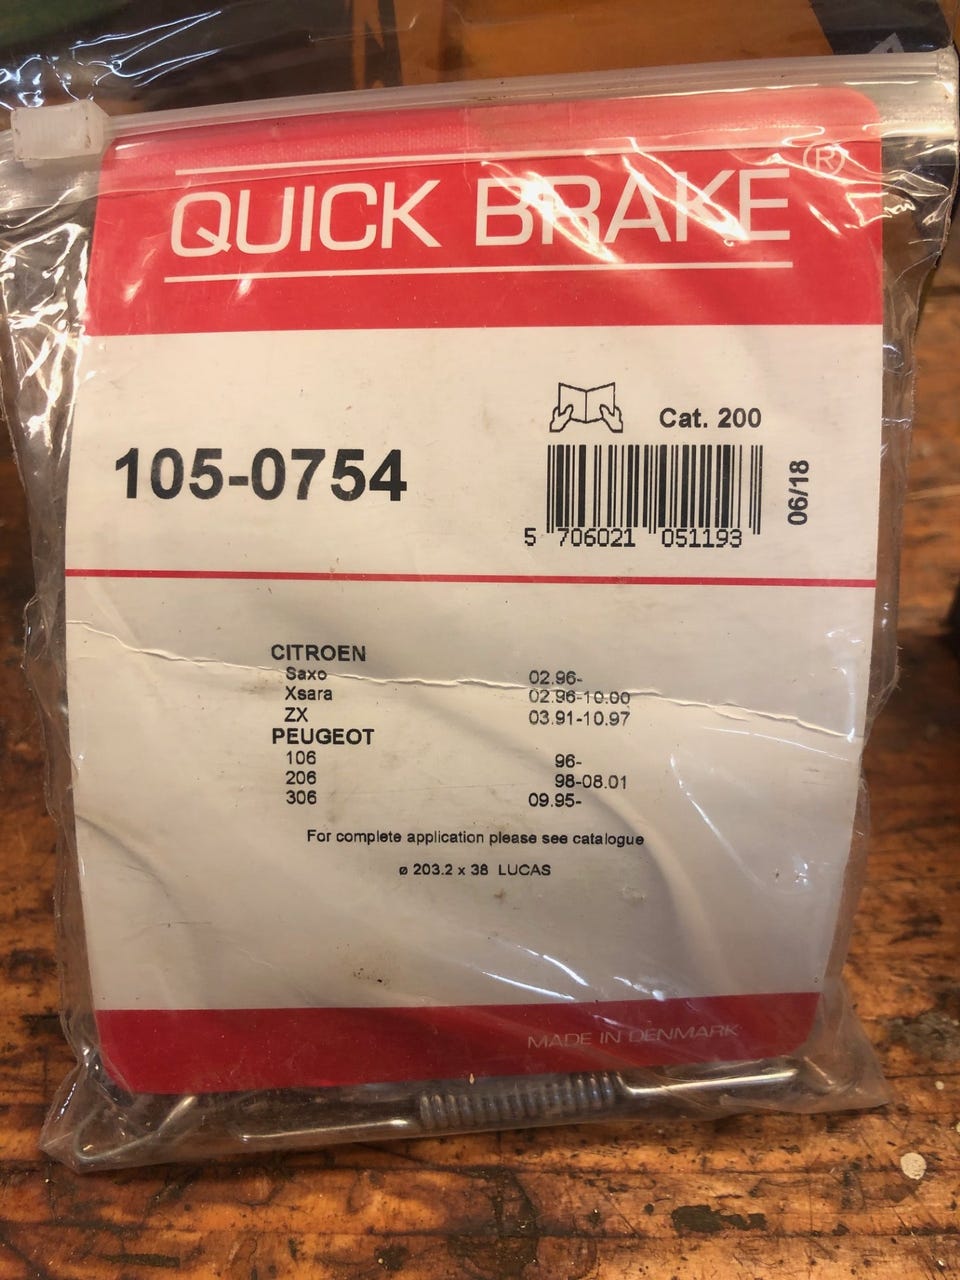 QUICK BRAKE ®
Cat. 200
105-0754
06/18
5 706021 051193
CITROEN
Saxo 02.96-
Xsara 02.96-10.00
ZX 03.91-10.97
PEUGEOT
106 96-
206 98-08.01
306 09.95-
For complete application please see catalogue
ø 203.2 x 38 LUCAS
MADE IN DENMARK